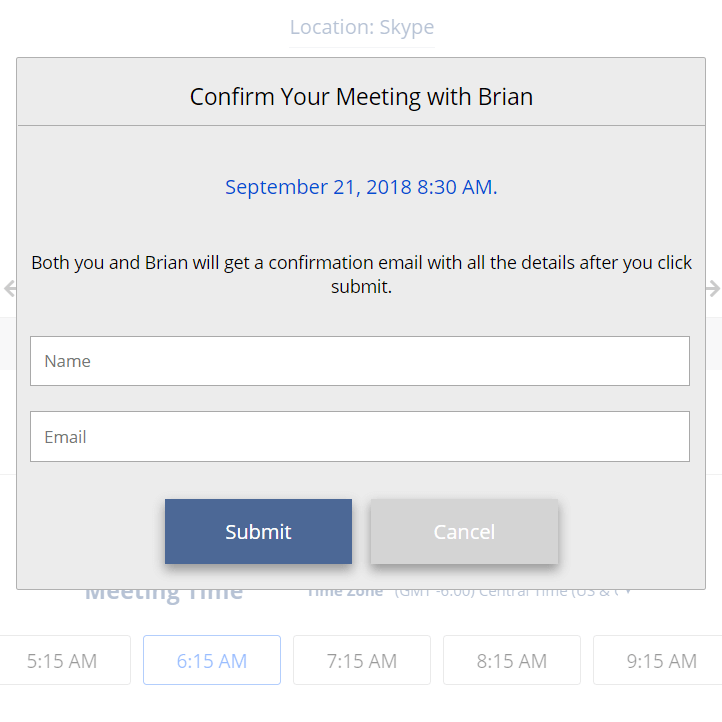 Location: Skype
Confirm Your Meeting with Brian
September 21, 2018 8:30 AM.
Both you and Brian will get a confirmation email with all the details after you click
submit.
Name
Email
Submit Cancel
Meeting Time Time Zone (GMT -6:00) Central Time (US &
5:15 AM 6:15 AM 7:15 AM 8:15 AM 9:15 AM